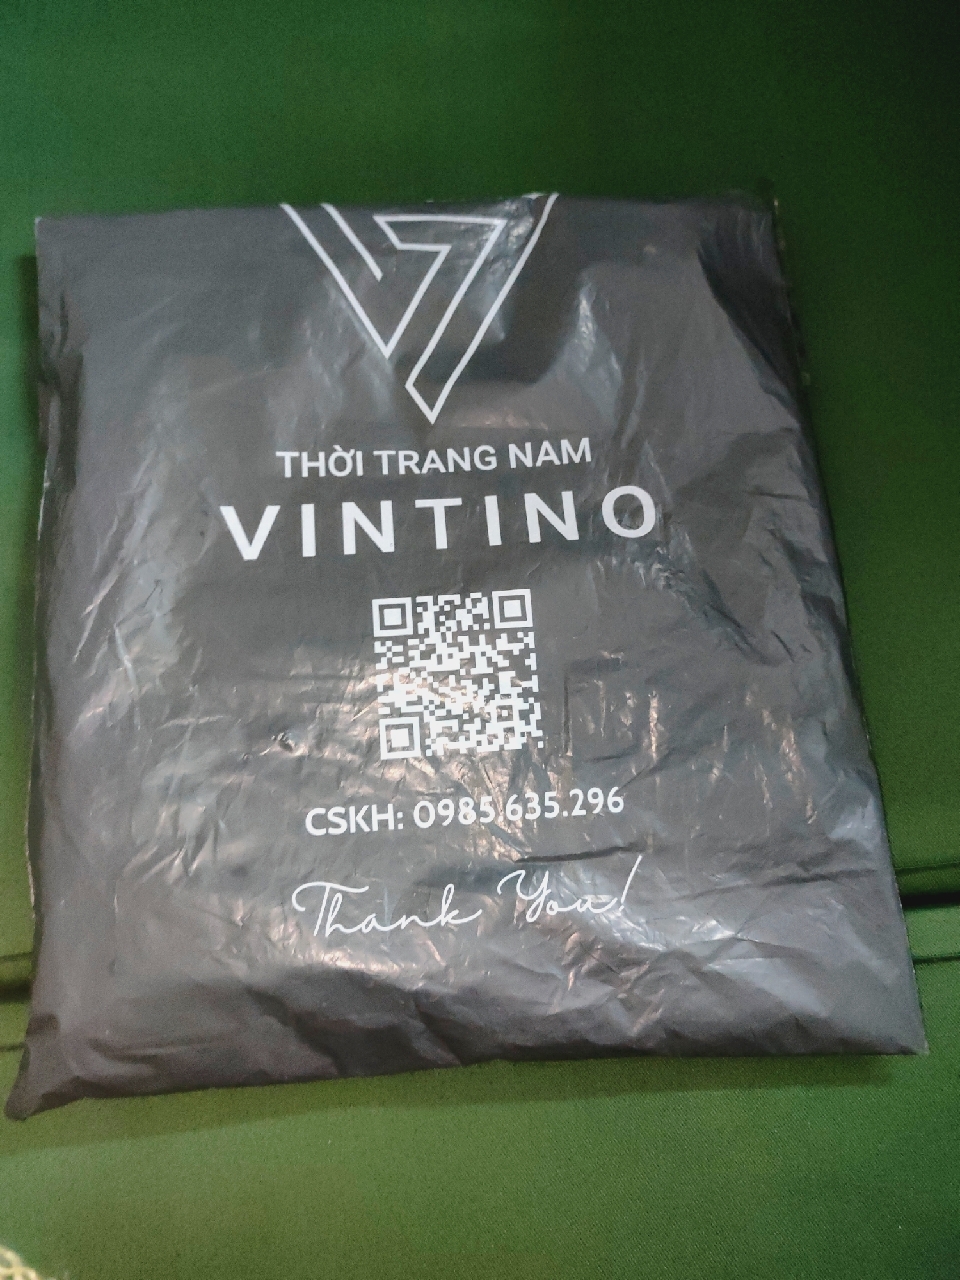 THỜI TRANG NAM
VINTINO
CSKH: 0985.635.296
Thank You!